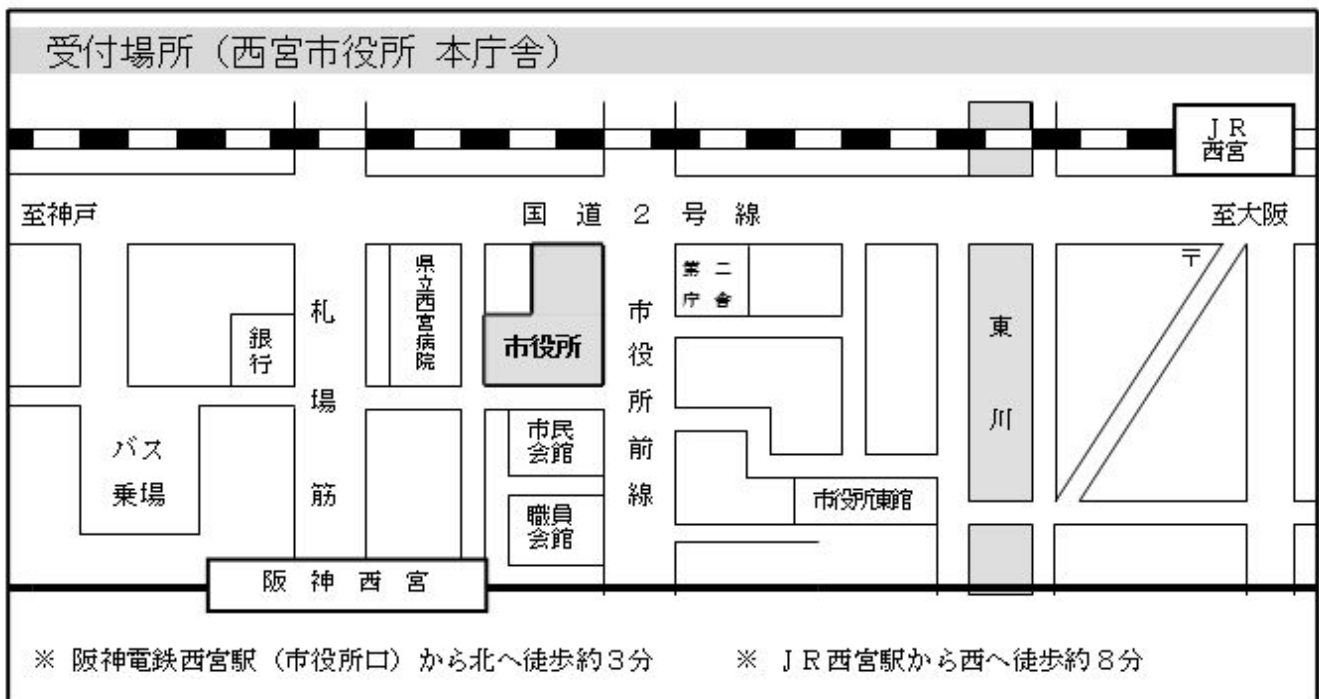 受付場所（西宮市役所 本庁舎）
ＪＲ
西宮
至神戸
国道２号線
至大阪
札場筋
県立西宮病院
市役所
市役所前線
第二
庁舎
〒
東川
銀行
バス
乗場
市民
会館
職員
会館
市役所東館
阪神西宮
※ 阪神電鉄西宮駅（市役所口）から北へ徒歩約３分
※ ＪＲ西宮駅から西へ徒歩約８分